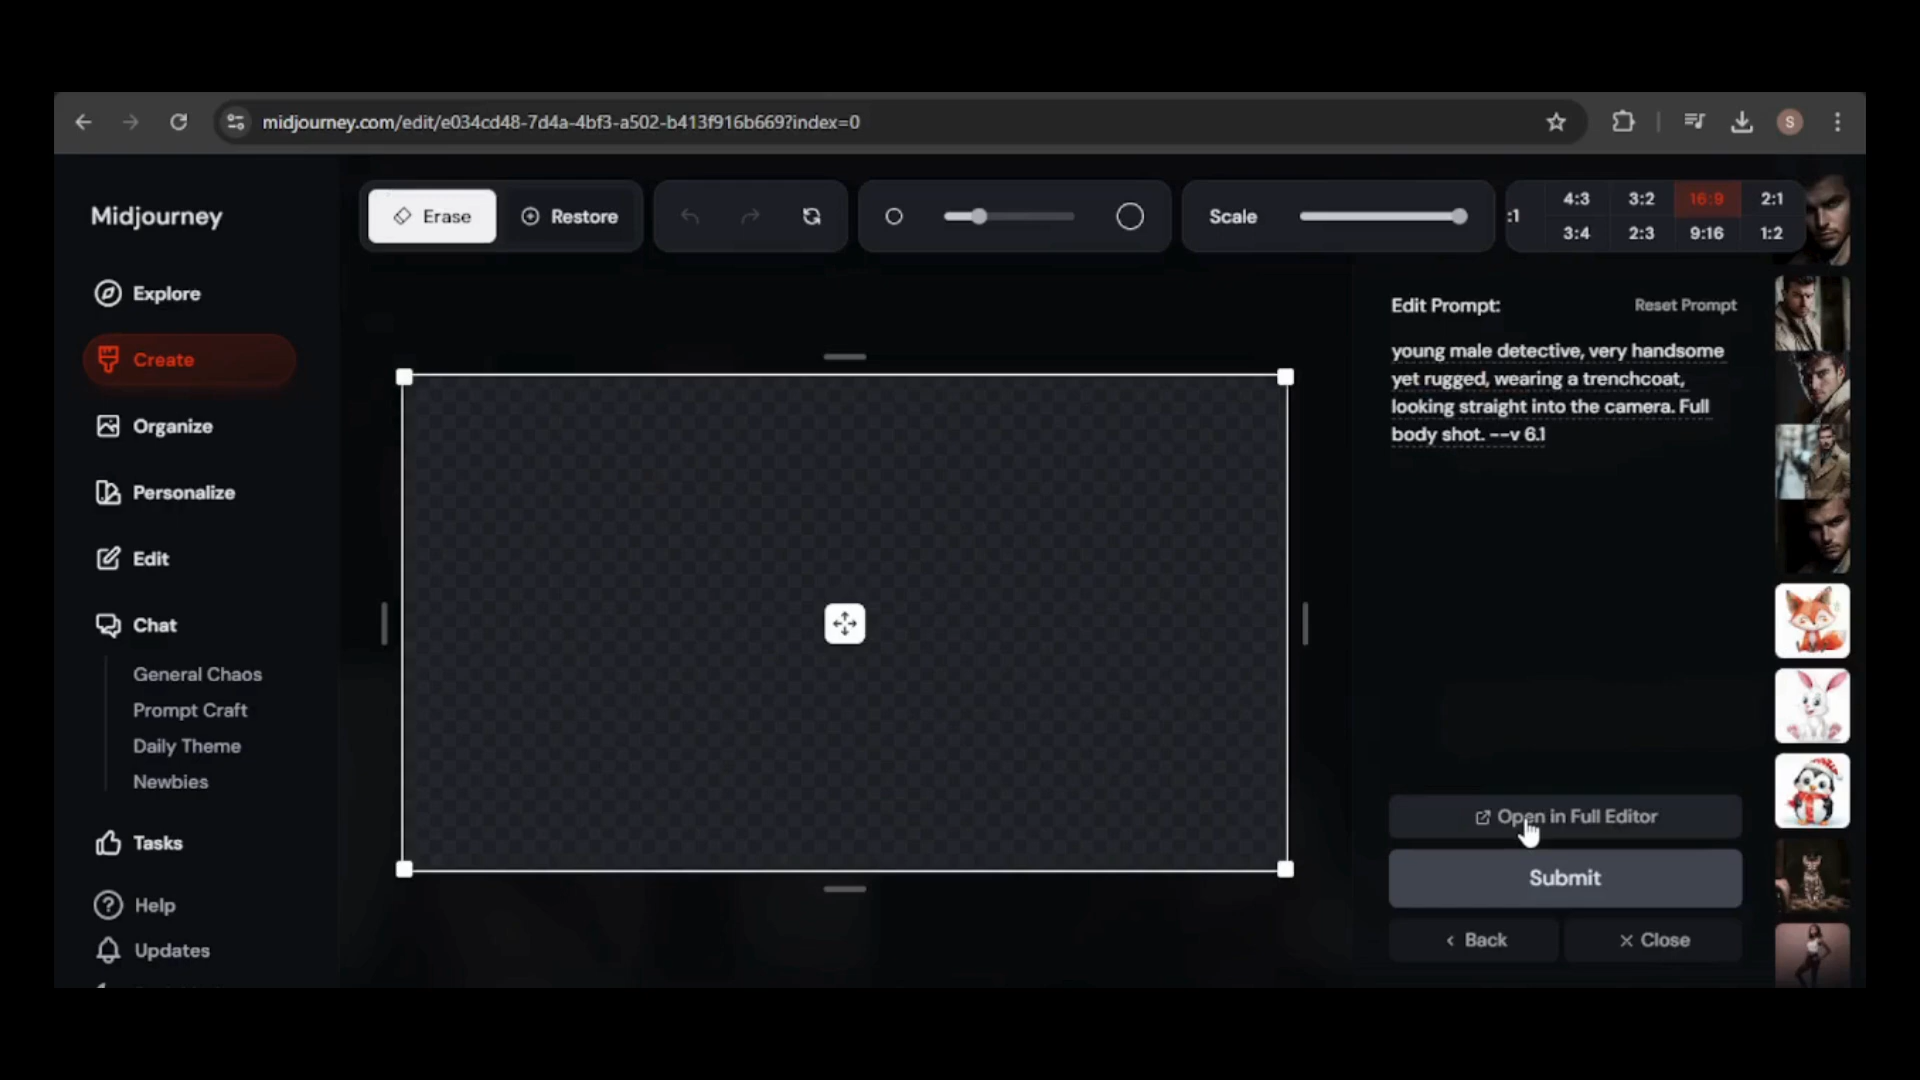 midjourney.com/edit/e034cd48-7d4a-4bf3-a502-b413f916b669?index=0
S
Midjourney
Erase
Restore
Scale
:1
4:3
3:2
16:9
2:1
3:4
2:3
9:16
1:2
Explore
Create
Organize
Personalize
Edit
Chat
General Chaos
Prompt Craft
Daily Theme
Newbies
Tasks
Help
Updates
Edit Prompt:
Reset Prompt
young male detective, very handsome
yet rugged, wearing a trenchcoat,
looking straight into the camera. Full
body shot. --v 6.1
Open in Full Editor
Submit
Back
Close